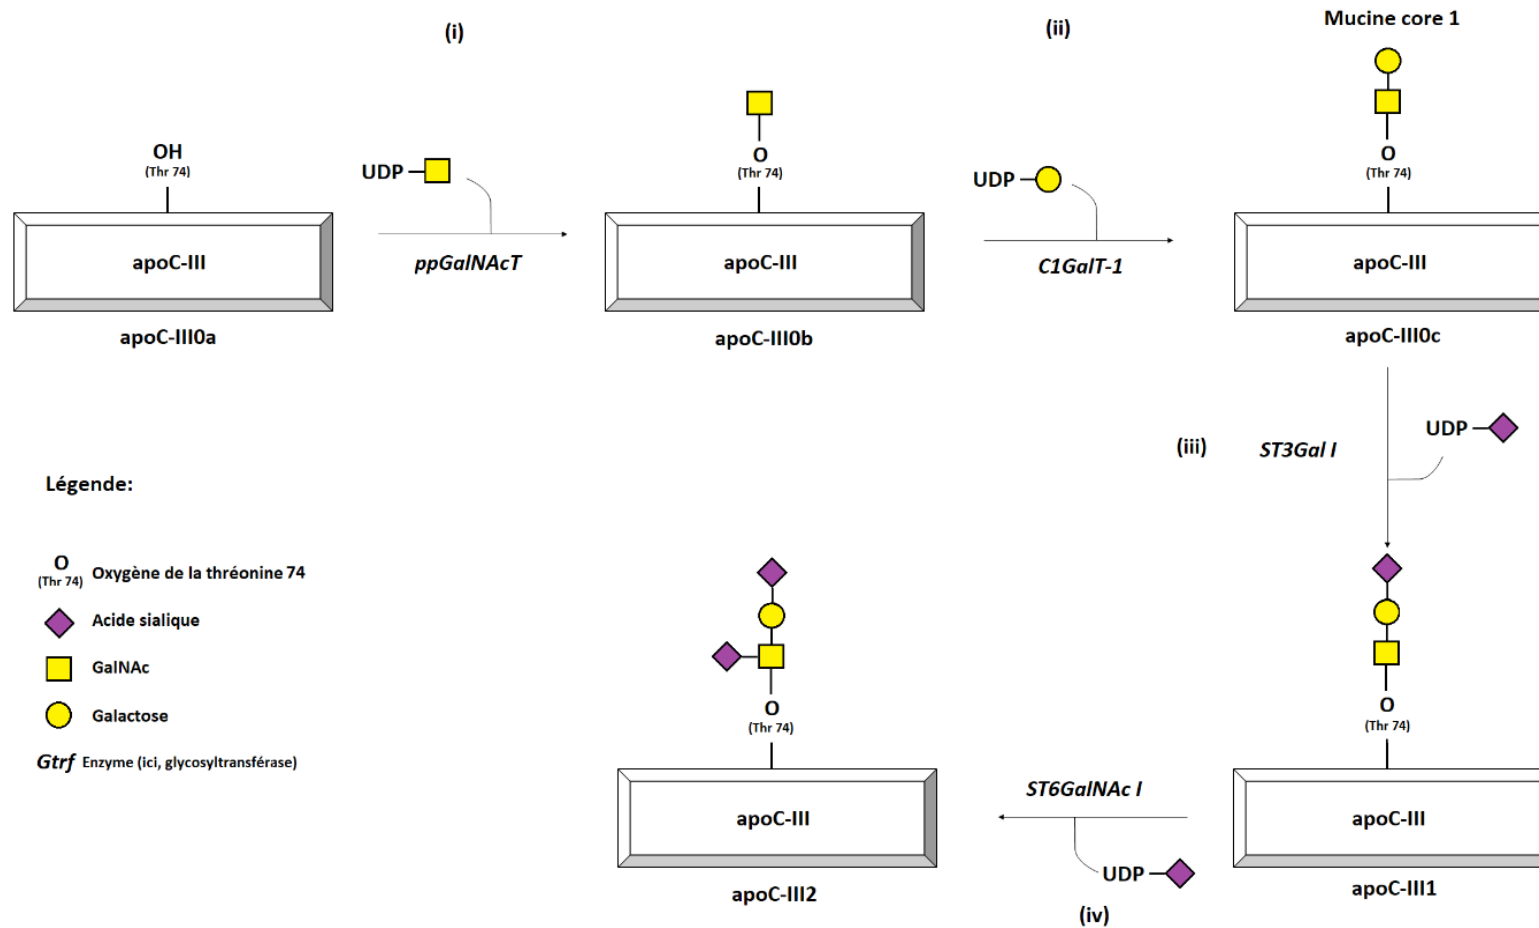 (i)
(ii)
Mucine core 1
OH
(Thr 74)
UDP
O
(Thr 74)
UDP
O
(Thr 74)
apoC-III
ppGalNAcT
apoC-III
C1GalT-1
apoC-III
apoC-III0a
apoC-III0b
apoC-III0c
(iii)
ST3Gal I
UDP
Légende:
O
(Thr 74)
Oxygène de la thréonine 74
Acide sialique
GalNAc
Galactose
Gtrf Enzyme (ici, glycosyltransférase)
O
(Thr 74)
O
(Thr 74)
apoC-III
ST6GalNAc I
apoC-III
UDP
apoC-III2
(iv)
apoC-III1